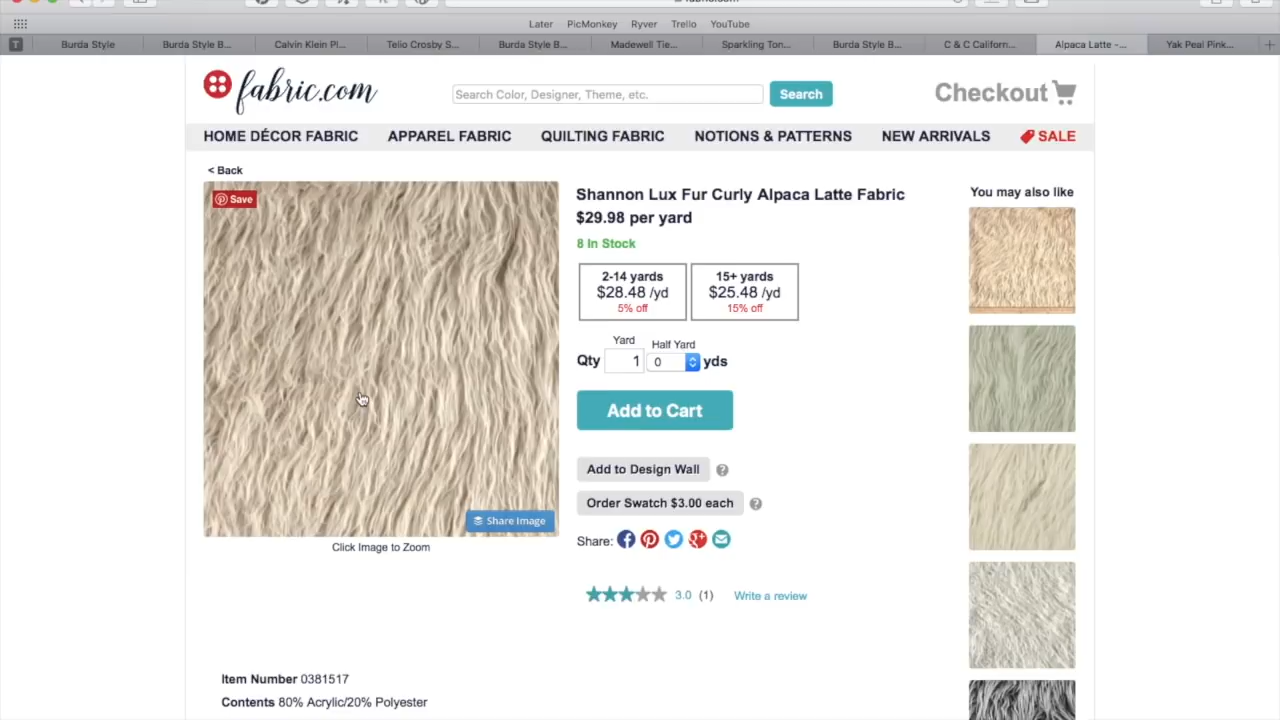 Later PicMonkey Ryver Trello YouTube
T Burda Style Burda Style B... Calvin Klein Pl... Telio Crosby S... Burda Style B... Madewell Tie... Sparkling Ton... Burda Style B... C & C Californ... Alpaca Latte -... Yak Peal Pink... +
fabric.com Search Color, Designer, Theme, etc. Search Checkout
HOME DÉCOR FABRIC APPAREL FABRIC QUILTING FABRIC NOTIONS & PATTERNS NEW ARRIVALS SALE
< Back
Save
Shannon Lux Fur Curly Alpaca Latte Fabric
$29.98 per yard
8 In Stock
2-14 yards
$28.48 /yd
5% off
15+ yards
$25.48 /yd
15% off
Yard Half Yard
Qty 1 0 yds
Add to Cart
Add to Design Wall ?
Order Swatch $3.00 each ?
Share:
3.0 (1) Write a review
Share Image
Click Image to Zoom
You may also like
Item Number 0381517
Contents 80% Acrylic/20% Polyester